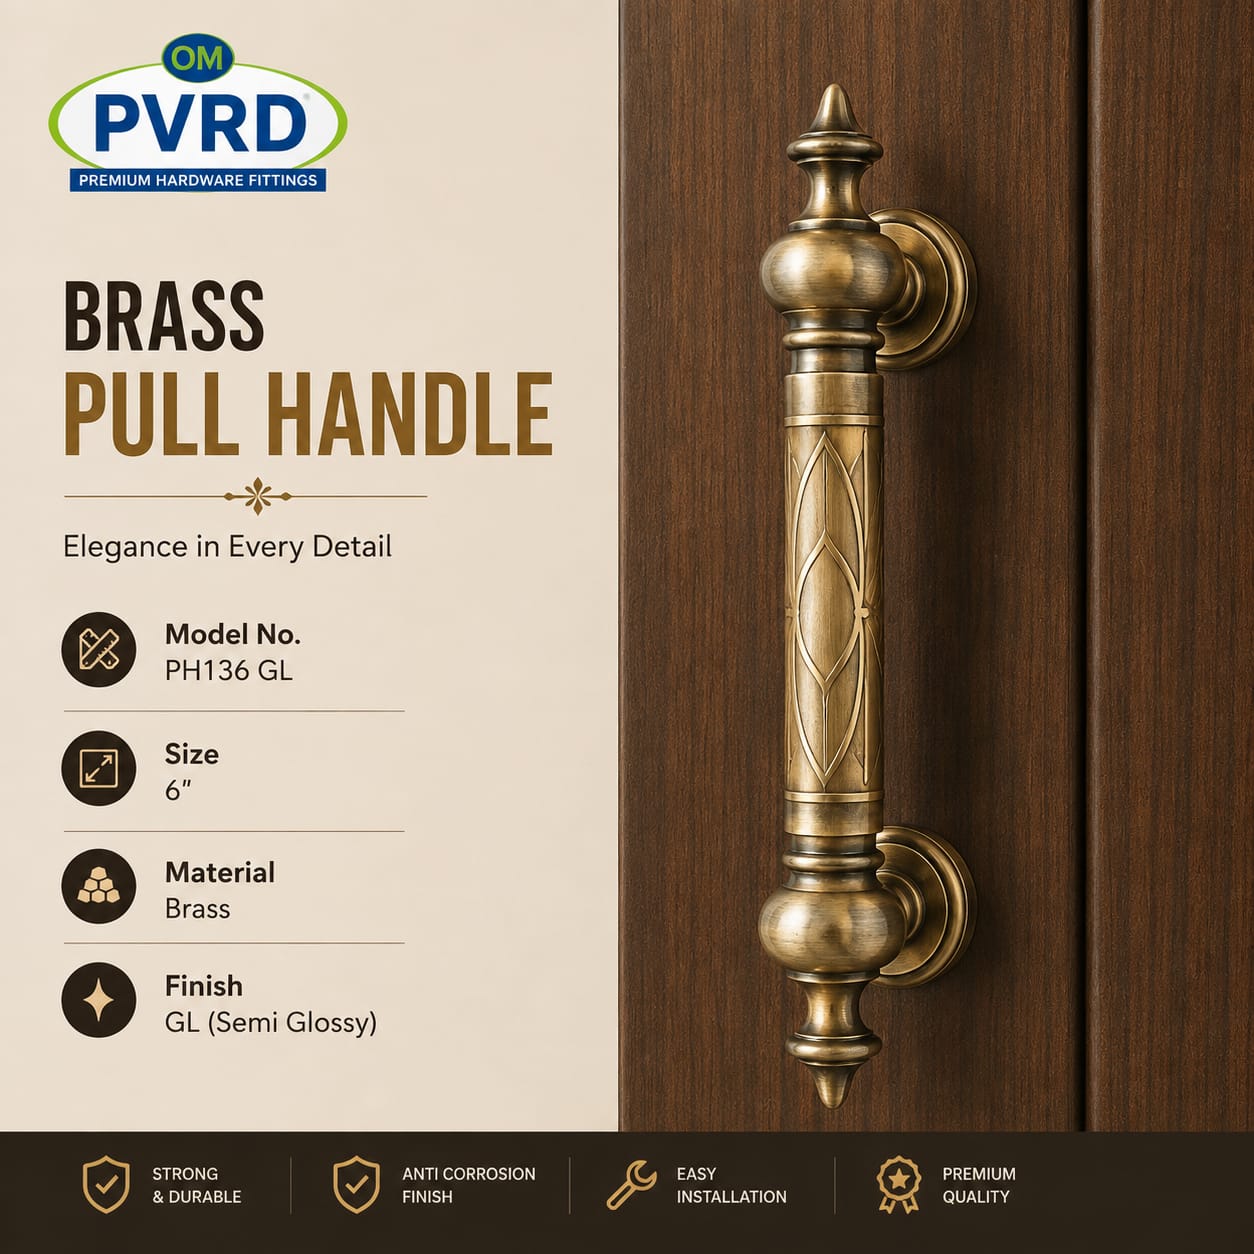 OM
PVRD
PREMIUM HARDWARE FITTINGS
BRASS
PULL HANDLE
Elegance in Every Detail
Model No.
PH136 GL
Size
6″
Material
Brass
Finish
GL (Semi Glossy)
STRONG
& DURABLE
ANTI CORROSION
FINISH
EASY
INSTALLATION
PREMIUM
QUALITY